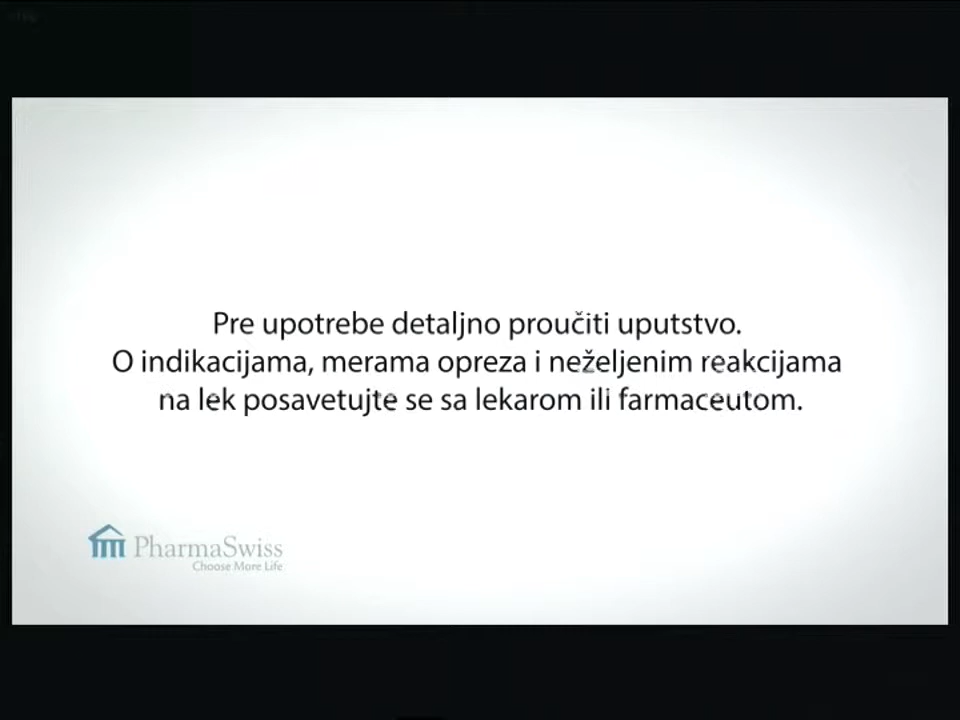 Pre upotrebe detaljno proučiti uputstvo.
O indikacijama, merama opreza i neželjenim reakcijama
na lek posavetujte se sa lekarom ili farmaceutom.
PharmaSwiss
Choose More Life